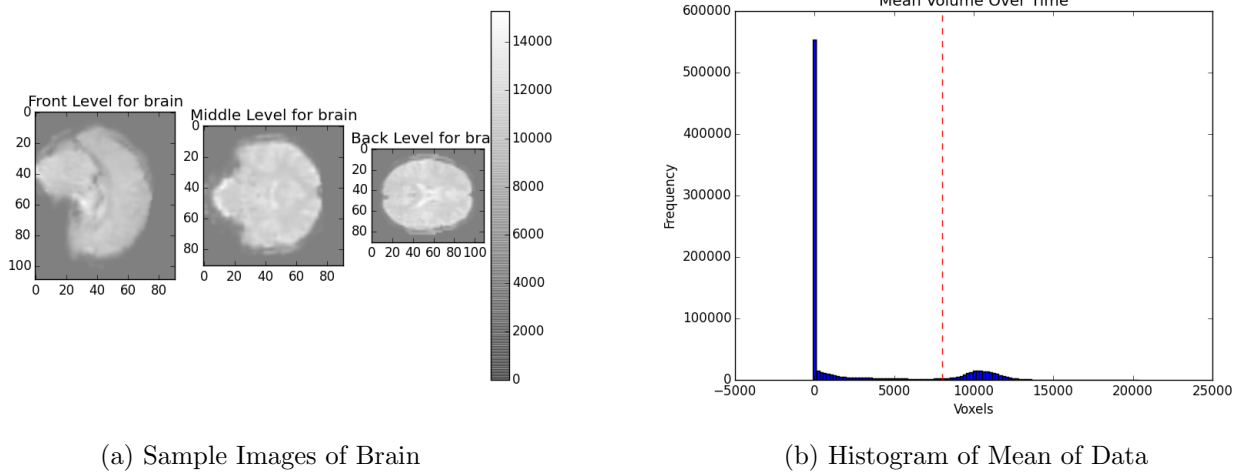 Front Level for brain
0
20
40
60
80
100
0 20 40 60 80
Middle Level for brain
0
20
40
60
80
0 20 40 60 80
Back Level for bra
0
20
40
60
80
0 20 40 60 80 100
14000
12000
10000
8000
6000
4000
2000
0
(a) Sample Images of Brain
Mean Volume Over Time
600000
500000
400000
300000
200000
100000
0
Frequency
−5000 0 5000 10000 15000 20000 25000
Voxels
(b) Histogram of Mean of Data